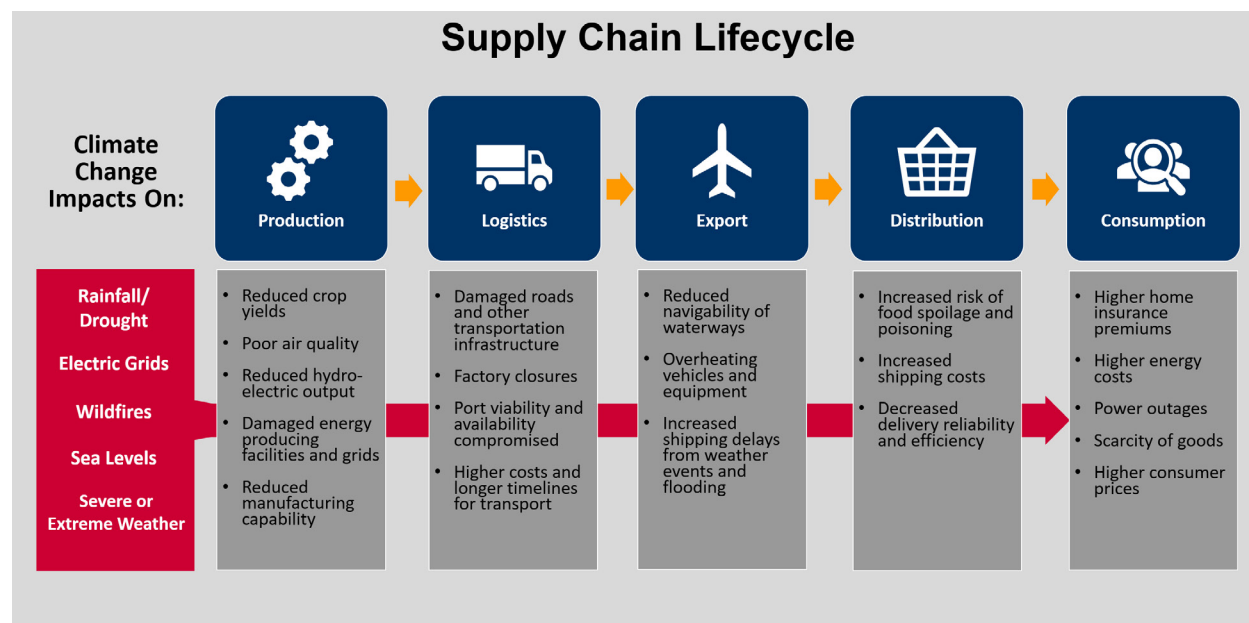 Supply Chain Lifecycle
Climate
Change
Impacts On:
Production
Logistics
Export
Distribution
Consumption
Rainfall/
Drought
Electric Grids
Wildfires
Sea Levels
Severe or
Extreme Weather
• Reduced crop
yields
• Poor air quality
• Reduced hydro-
electric output
• Damaged energy
producing
facilities and grids
• Reduced
manufacturing
capability
• Damaged roads
and other
transportation
infrastructure
• Factory closures
• Port viability and
availability
compromised
• Higher costs and
longer timelines
for transport
• Reduced
navigability of
waterways
• Overheating
vehicles and
equipment
• Increased
shipping delays
from weather
events and
flooding
• Increased risk of
food spoilage and
poisoning
• Increased
shipping costs
• Decreased
delivery reliability
and efficiency
• Higher home
insurance
premiums
• Higher energy
costs
• Power outages
• Scarcity of goods
• Higher consumer
prices